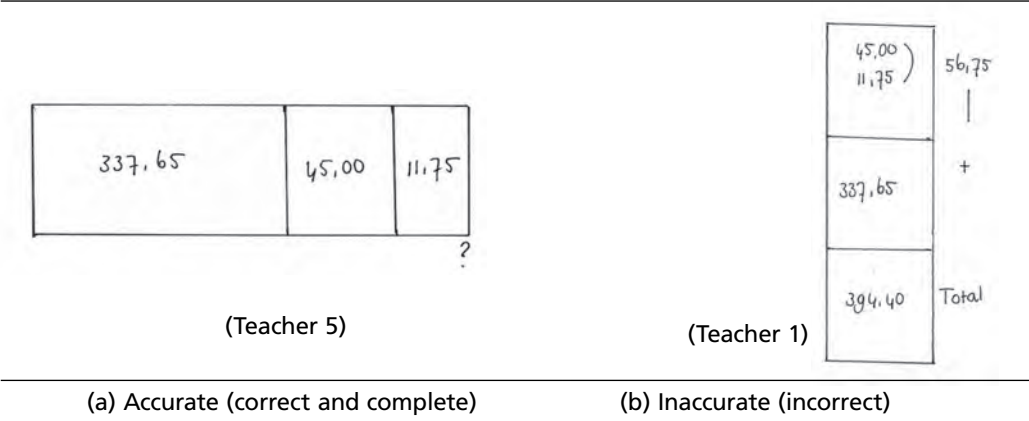 337,65
45,00
11,75
?
(Teacher 5)
45,00
11,75
56,75
+
337,65
394,40
Total
(Teacher 1)
(a) Accurate (correct and complete)
(b) Inaccurate (incorrect)